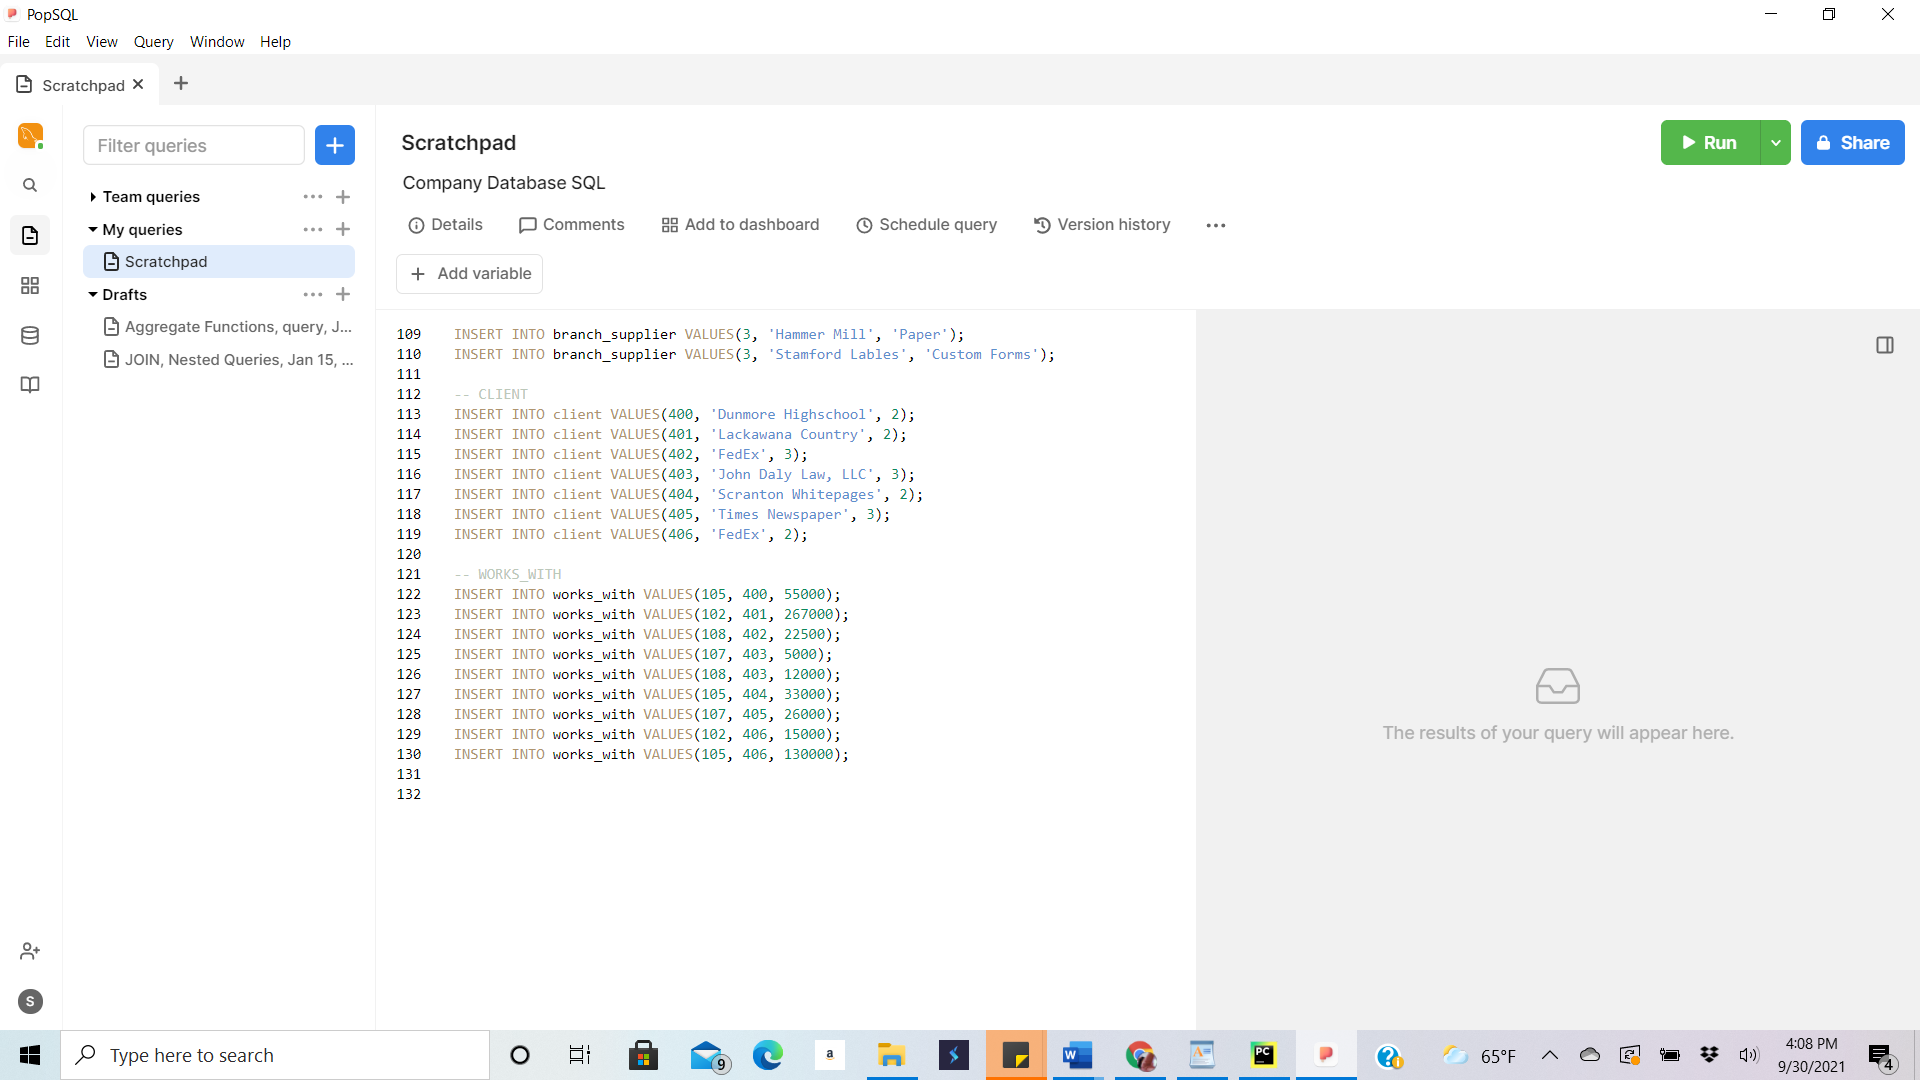 PopSQL
File Edit View Query Window Help
Scratchpad
Filter queries
Team queries
My queries
Scratchpad
Drafts
Aggregate Functions, query, J...
JOIN, Nested Queries, Jan 15, ...
S
Scratchpad
Company Database SQL
Run
Share
Details Comments Add to dashboard Schedule query Version history
Add variable
109 INSERT INTO branch_supplier VALUES(3, 'Hammer Mill', 'Paper');
110 INSERT INTO branch_supplier VALUES(3, 'Stamford Lables', 'Custom Forms');
111
112 -- CLIENT
113 INSERT INTO client VALUES(400, 'Dunmore Highschool', 2);
114 INSERT INTO client VALUES(401, 'Lackawana Country', 2);
115 INSERT INTO client VALUES(402, 'FedEx', 3);
116 INSERT INTO client VALUES(403, 'John Daly Law, LLC', 3);
117 INSERT INTO client VALUES(404, 'Scranton Whitepages', 2);
118 INSERT INTO client VALUES(405, 'Times Newspaper', 3);
119 INSERT INTO client VALUES(406, 'FedEx', 2);
120
121 -- WORKS_WITH
122 INSERT INTO works_with VALUES(105, 400, 55000);
123 INSERT INTO works_with VALUES(102, 401, 267000);
124 INSERT INTO works_with VALUES(108, 402, 22500);
125 INSERT INTO works_with VALUES(107, 403, 5000);
126 INSERT INTO works_with VALUES(108, 403, 12000);
127 INSERT INTO works_with VALUES(105, 404, 33000);
128 INSERT INTO works_with VALUES(107, 405, 26000);
129 INSERT INTO works_with VALUES(102, 406, 15000);
130 INSERT INTO works_with VALUES(105, 406, 130000);
131
132
The results of your query will appear here.
Type here to search
9
a
W
PC
65°F
4:08 PM
9/30/2021
4